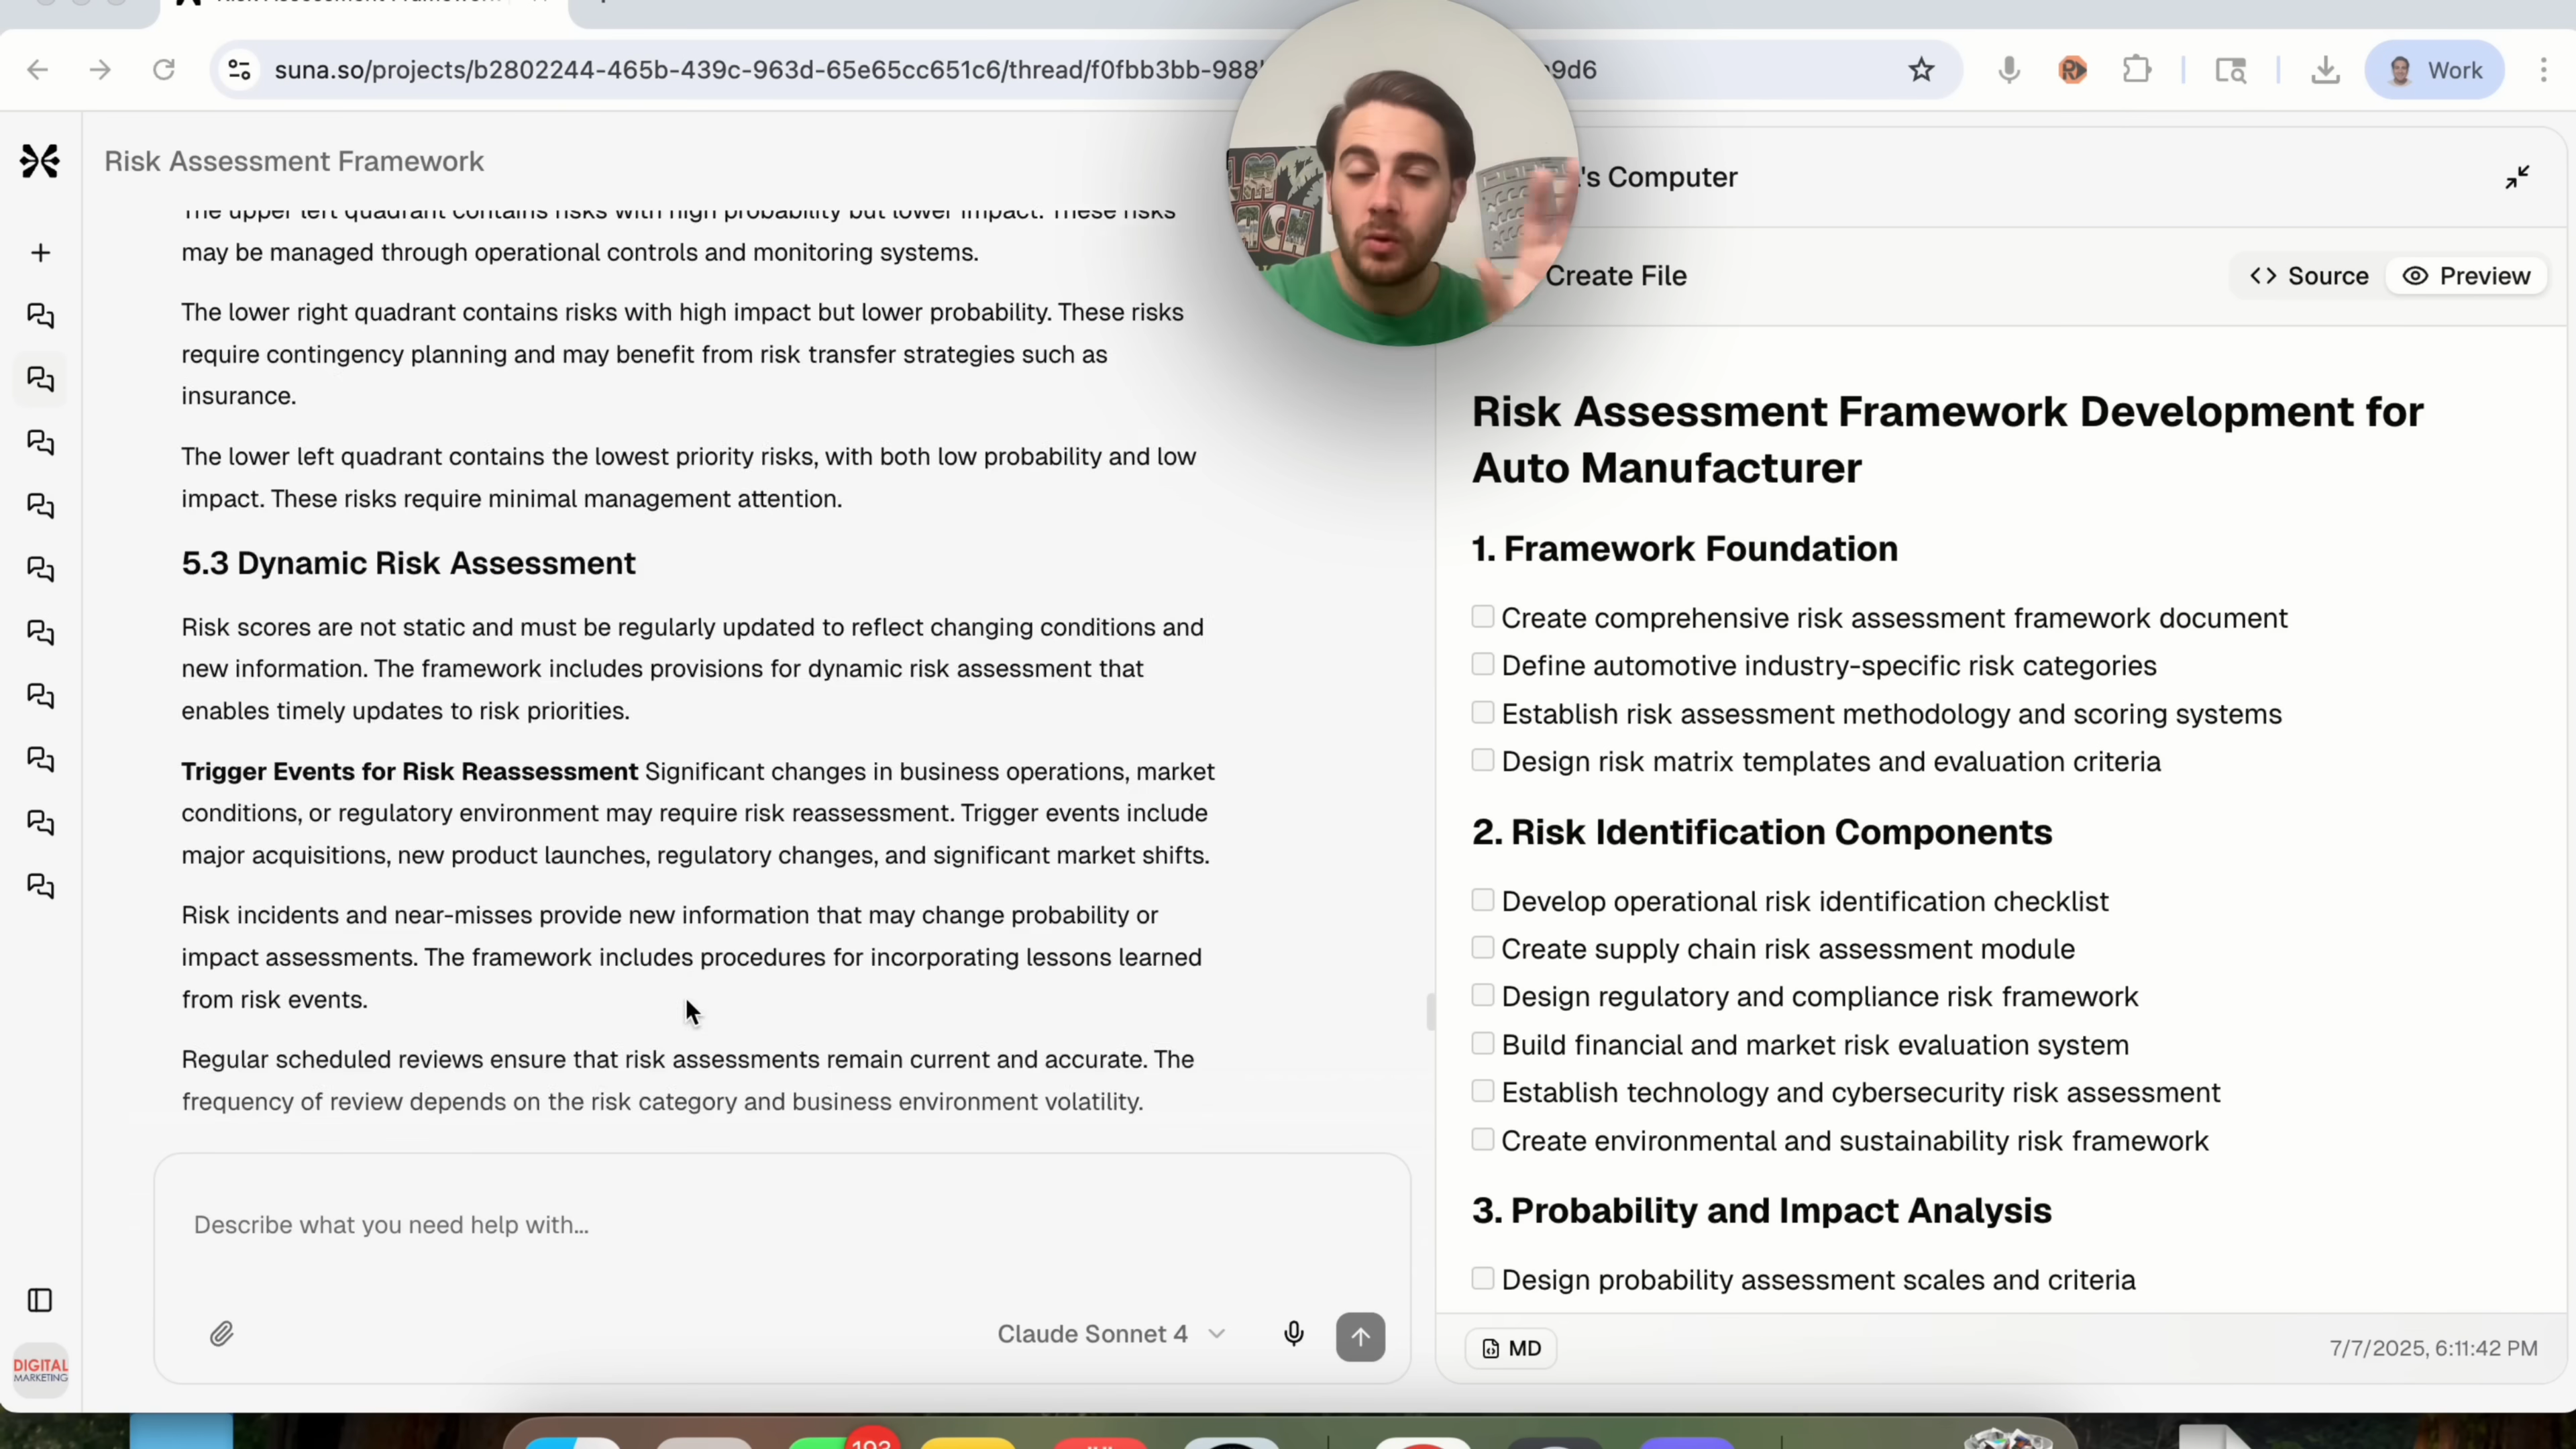 suna.so/projects/b2802244-465b-439c-963d-65e65cc651c6/thread/f0fbb3bb-988
9d6
Work
Risk Assessment Framework
The upper left quadrant contains risks with high probability but lower impact. These risks
may be managed through operational controls and monitoring systems.
The lower right quadrant contains risks with high impact but lower probability. These risks
require contingency planning and may benefit from risk transfer strategies such as
insurance.
The lower left quadrant contains the lowest priority risks, with both low probability and low
impact. These risks require minimal management attention.
5.3 Dynamic Risk Assessment
Risk scores are not static and must be regularly updated to reflect changing conditions and
new information. The framework includes provisions for dynamic risk assessment that
enables timely updates to risk priorities.
Trigger Events for Risk Reassessment Significant changes in business operations, market
conditions, or regulatory environment may require risk reassessment. Trigger events include
major acquisitions, new product launches, regulatory changes, and significant market shifts.
Risk incidents and near-misses provide new information that may change probability or
impact assessments. The framework includes procedures for incorporating lessons learned
from risk events.
Regular scheduled reviews ensure that risk assessments remain current and accurate. The
frequency of review depends on the risk category and business environment volatility.
Describe what you need help with...
Claude Sonnet 4
DIGITAL
MARKETING
's Computer
Create File
Source
Preview
Risk Assessment Framework Development for
Auto Manufacturer
1. Framework Foundation
Create comprehensive risk assessment framework document
Define automotive industry-specific risk categories
Establish risk assessment methodology and scoring systems
Design risk matrix templates and evaluation criteria
2. Risk Identification Components
Develop operational risk identification checklist
Create supply chain risk assessment module
Design regulatory and compliance risk framework
Build financial and market risk evaluation system
Establish technology and cybersecurity risk assessment
Create environmental and sustainability risk framework
3. Probability and Impact Analysis
Design probability assessment scales and criteria
MD
7/7/2025, 6:11:42 PM
193